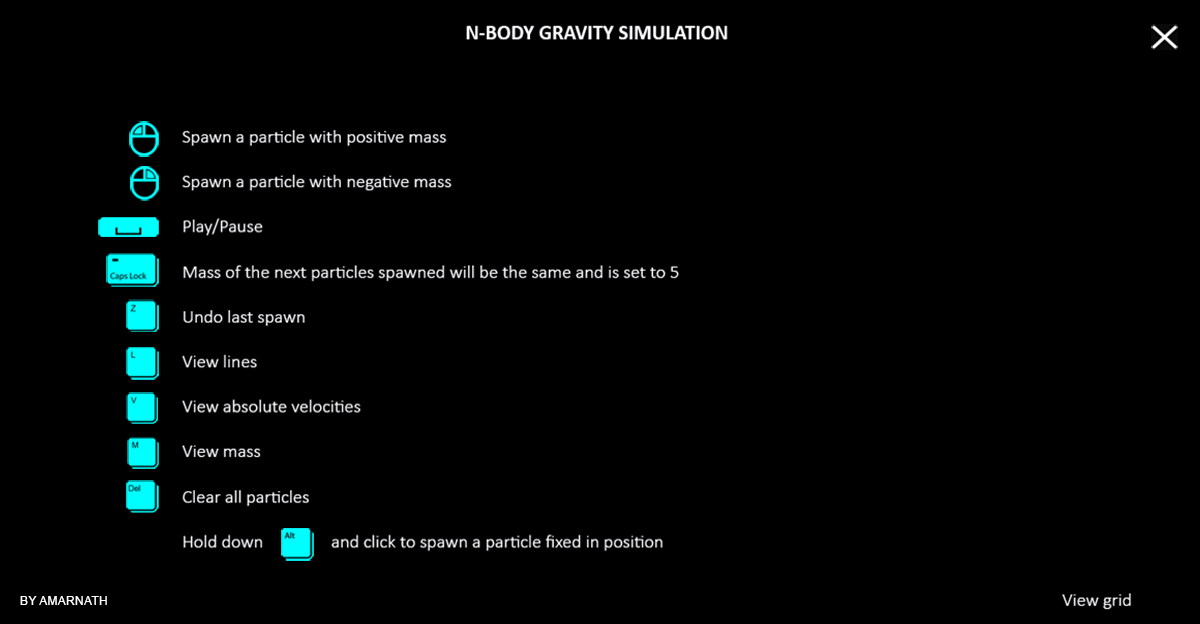 N-BODY GRAVITY SIMULATION
Spawn a particle with positive mass
Spawn a particle with negative mass
Play/Pause
Caps Lock
Mass of the next particles spawned will be the same and is set to 5
Z
Undo last spawn
L
View lines
V
View absolute velocities
M
View mass
Del
Clear all particles
Hold down Alt and click to spawn a particle fixed in position
BY AMARNATH
View grid